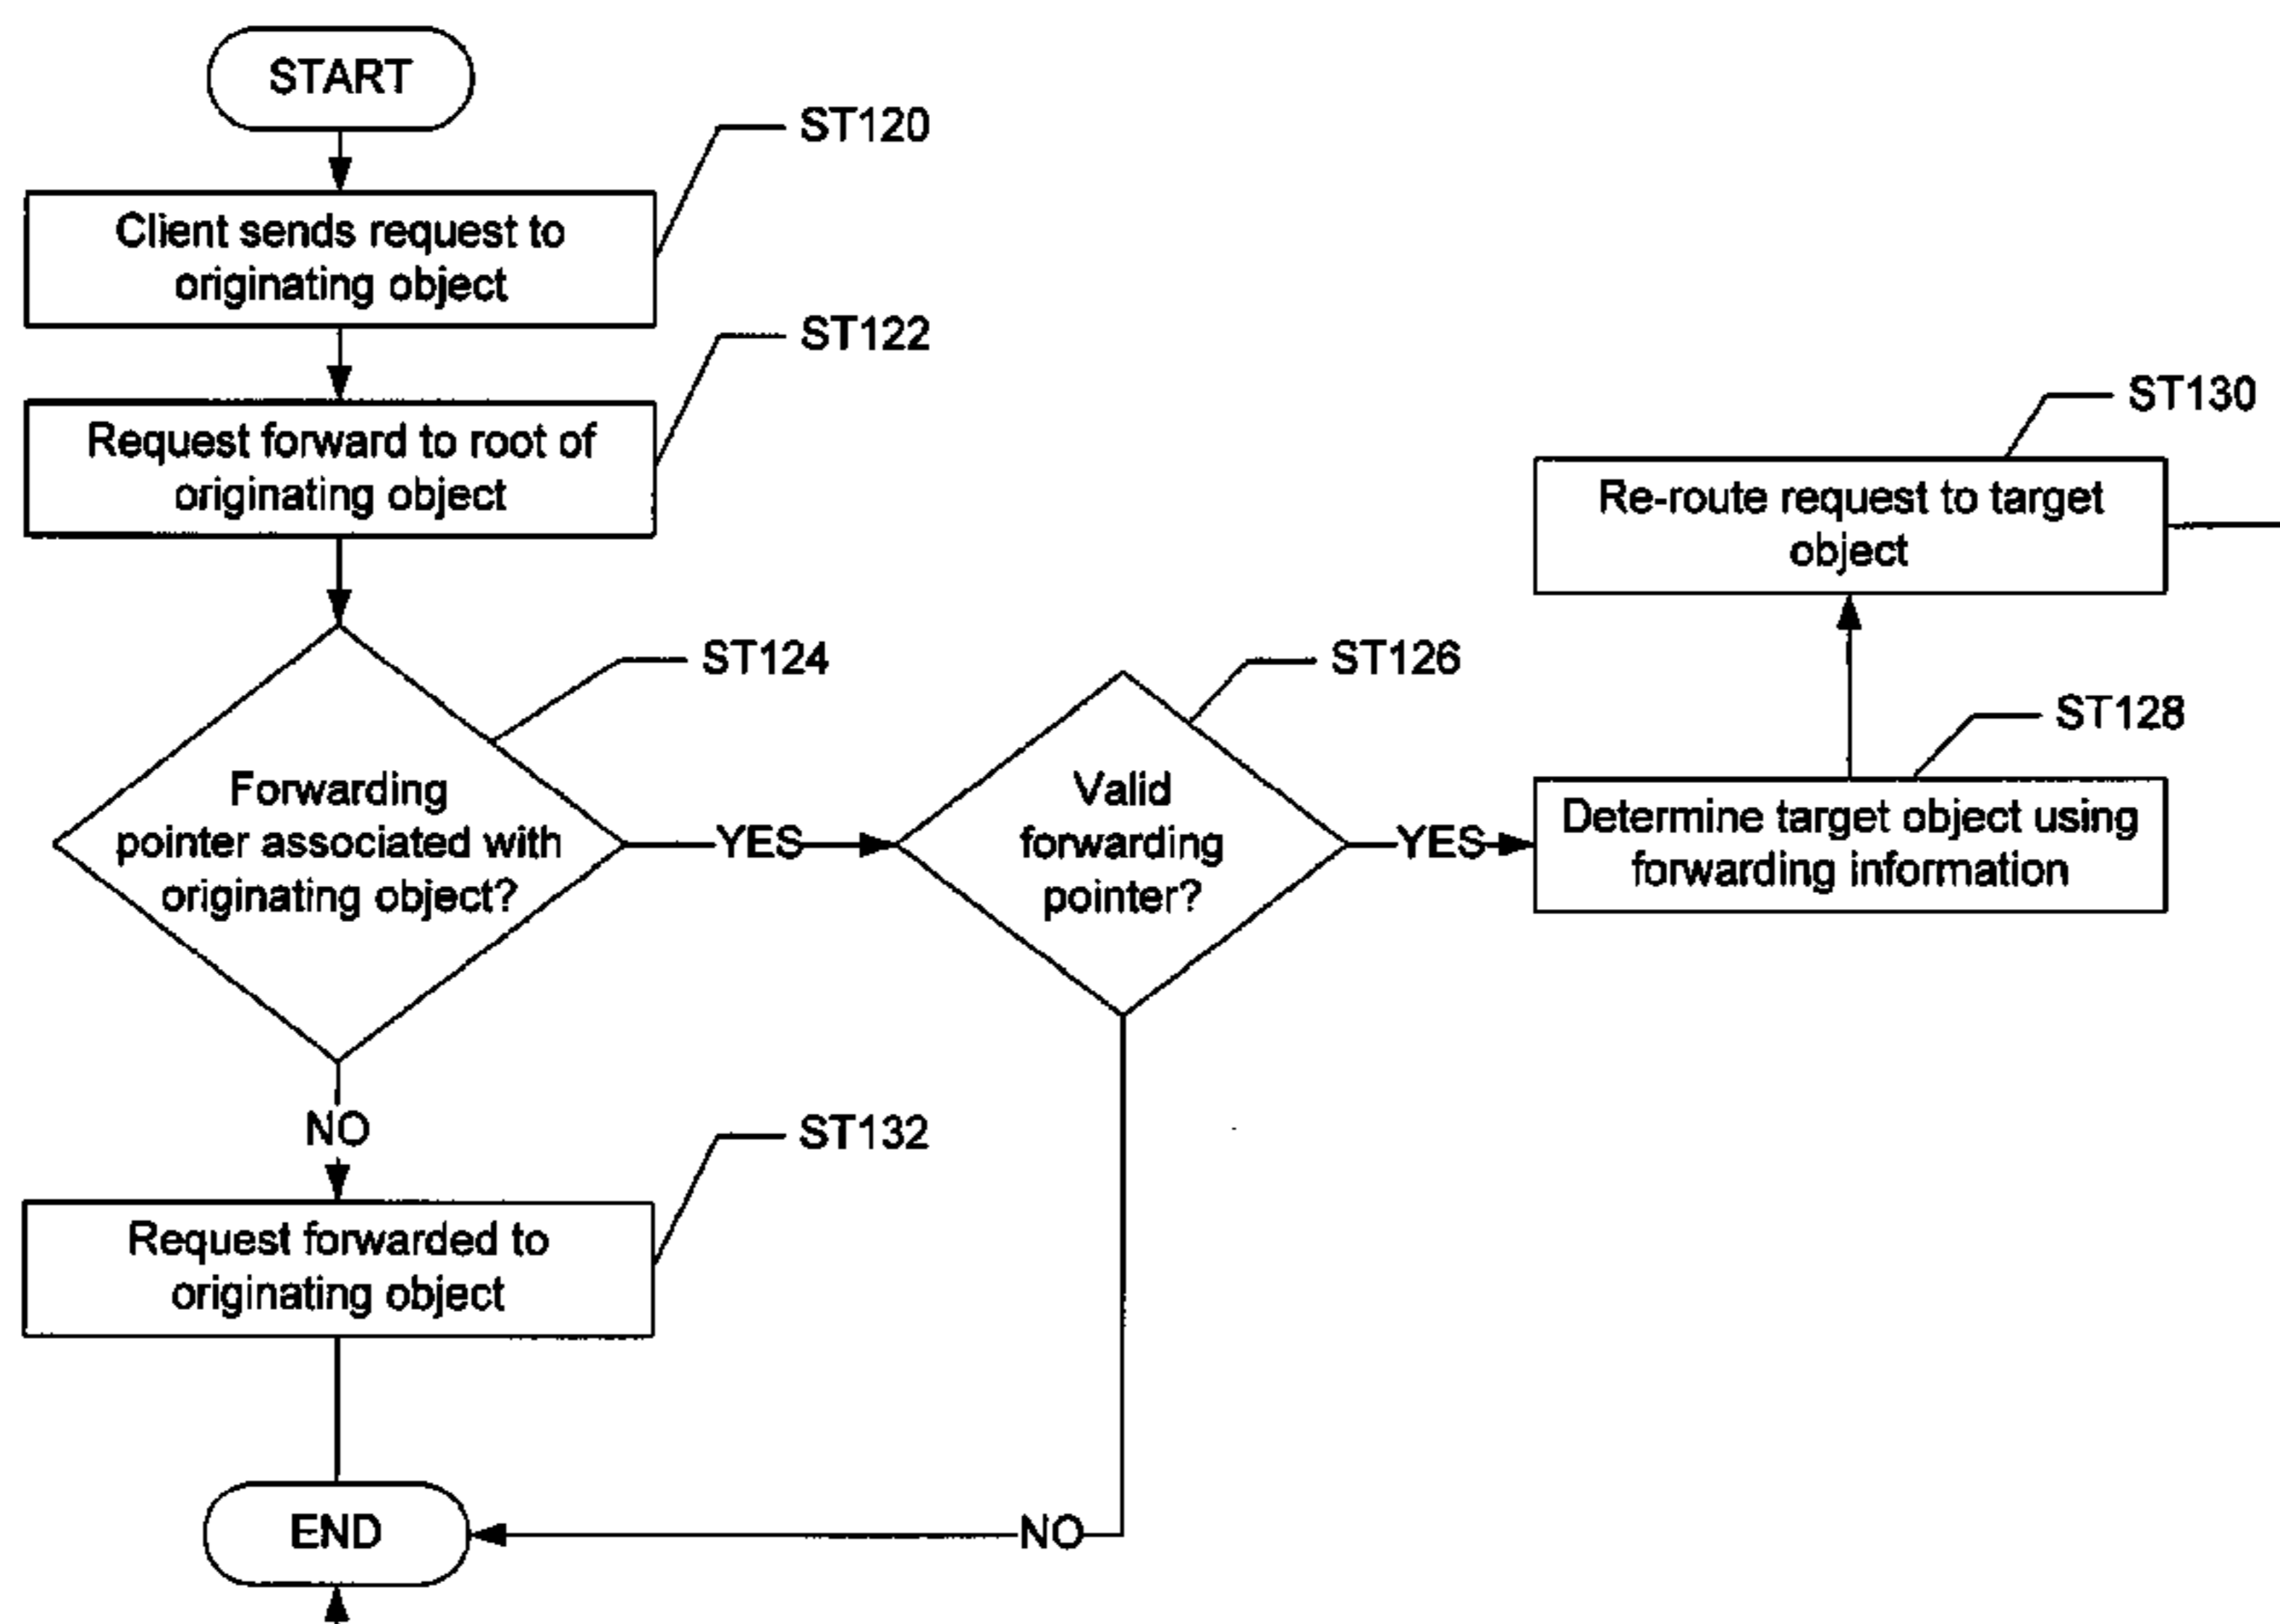 START
ST120
Client sends request to
originating object
ST122
Request forward to root of
originating object
ST130
Re-route request to target
object
ST124
ST126
ST128
Forwarding
pointer associated with
originating object?
YES
Valid
forwarding
pointer?
YES
Determine target object using
forwarding information
NO
ST132
Request forwarded to
originating object
END
NO